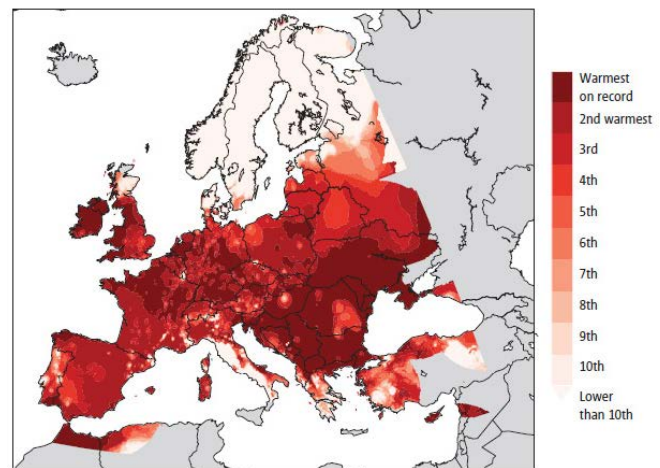 Warmest
on record
2nd warmest
3rd
4th
5th
6th
7th
8th
9th
10th
Lower
than 10th